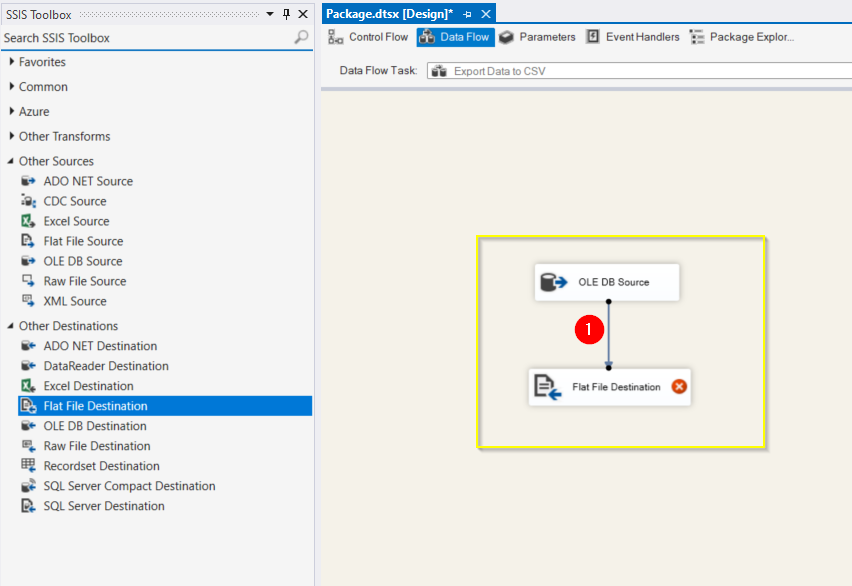 SSIS Toolbox
Search SSIS Toolbox
Favorites
Common
Azure
Other Transforms
Other Sources
ADO NET Source
CDC Source
Excel Source
Flat File Source
OLE DB Source
Raw File Source
XML Source
Other Destinations
ADO NET Destination
DataReader Destination
Excel Destination
Flat File Destination
OLE DB Destination
Raw File Destination
Recordset Destination
SQL Server Compact Destination
SQL Server Destination
Package.dtsx [Design]*
Control Flow Data Flow Parameters Event Handlers Package Explor...
Data Flow Task: Export Data to CSV
OLE DB Source
1
Flat File Destination